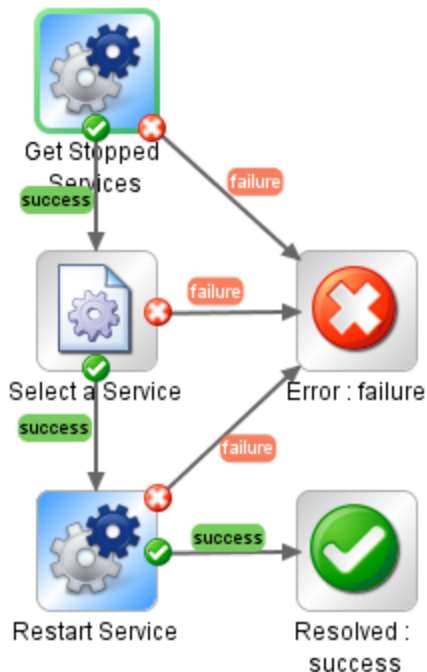 Get Stopped
Services
success
failure
failure
Select a Service
Error : failure
success
failure
success
Restart Service
Resolved :
success